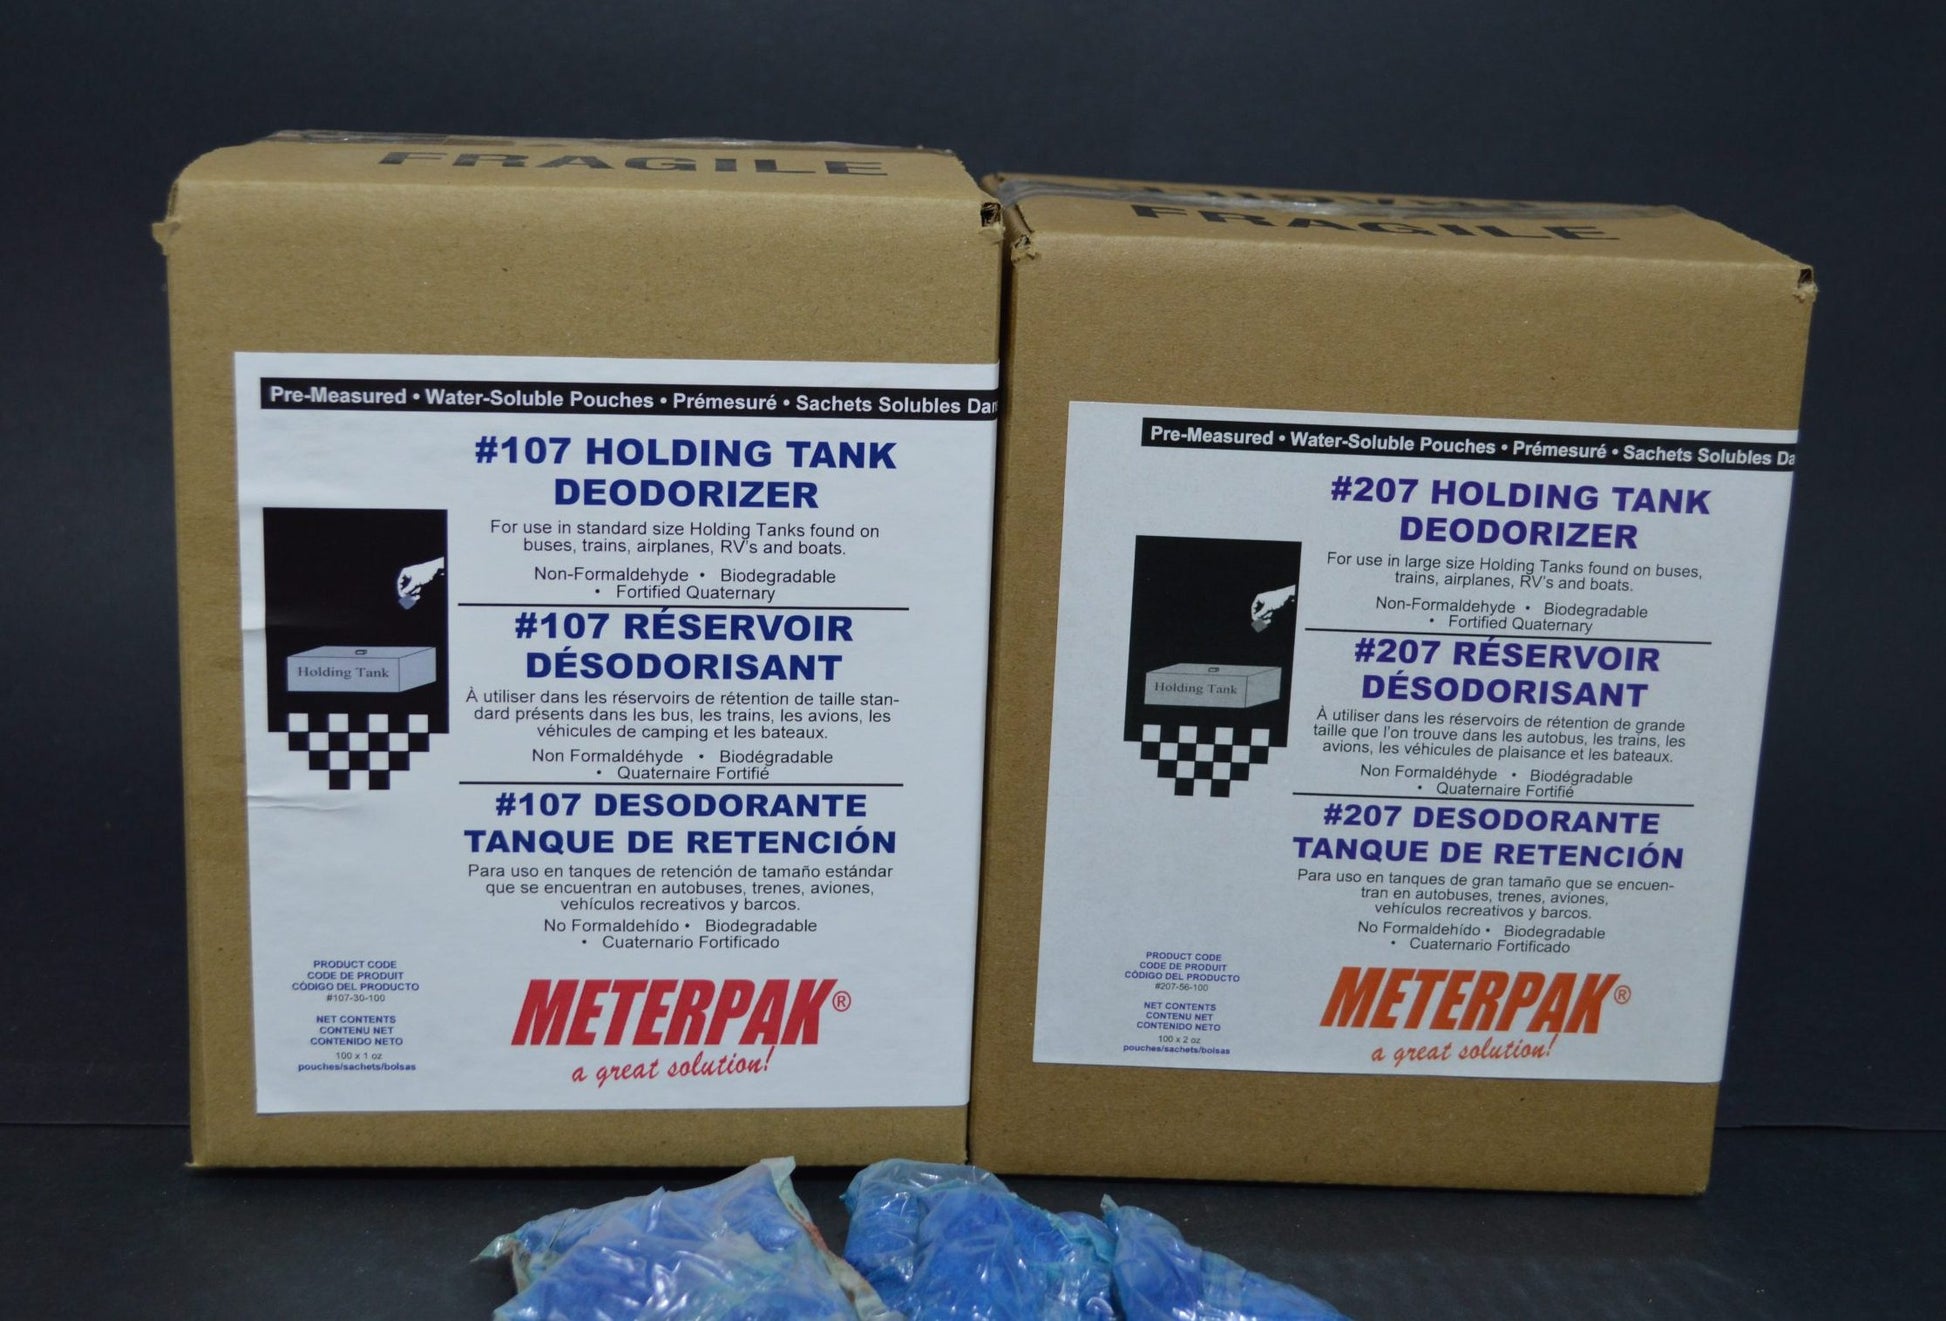 FRAGILE
Pre-Measured • Water-Soluble Pouches • Prémesuré • Sachets Solubles
#107 HOLDING TANK
DEODORIZER
For use in standard size Holding Tanks found on
buses, trains, airplanes, RV's and boats.
Non-Formaldehyde • Biodegradable
• Fortified Quaternary
Holding Tank
#107 RÉSERVOIR
DÉSODORISANT
À utiliser dans les réservoirs de rétention de taille stan-
dard présents dans les bus, les trains, les avions, les
véhicules de camping et les bateaux.
Non Formaldéhyde • Biodégradable
• Quaternaire Fortifié
#107 DESODORANTE
TANQUE DE RETENCIÓN
Para uso en tanques de retención de tamaño estándar
que se encuentran en autobuses, trenes, aviones,
vehículos recreativos y barcos.
No Formaldehído • Biodegradable
• Cuaternario Fortificado
PRODUCT CODE
CODE DE PRODUIT
CÓDIGO DEL PRODUCTO
#107-30-100
NET CONTENTS
CONTENU NET
CONTENIDO NETO
100 x 1 oz
pouches/sachets/bolsas
METERPAK®
a great solution!
FRAGILE
Pre-Measured • Water-Soluble Pouches • Prémesuré • Sachets Solubles
#207 HOLDING TANK
DEODORIZER
For use in large size Holding Tanks found on buses,
trains, airplanes, RV's and boats.
Non-Formaldehyde • Biodegradable
• Fortified Quaternary
Holding Tank
#207 RÉSERVOIR
DÉSODORISANT
À utiliser dans les réservoirs de rétention de grande
taille que l'on trouve dans les autobus, les trains, les
avions, les véhicules de plaisance et les bateaux.
Non Formaldéhyde • Biodégradable
• Quaternaire Fortifié
#207 DESODORANTE
TANQUE DE RETENCIÓN
Para uso en tanques de gran tamaño que se encuen-
tran en autobuses, trenes, aviones,
vehículos recreativos y barcos.
No Formaldehído • Biodegradable
• Cuaternario Fortificado
PRODUCT CODE
CODE DE PRODUIT
CÓDIGO DEL PRODUCTO
#207-56-100
NET CONTENTS
CONTENU NET
CONTENIDO NETO
100 x 2 oz
pouches/sachets/bolsas
METERPAK®
a great solution!